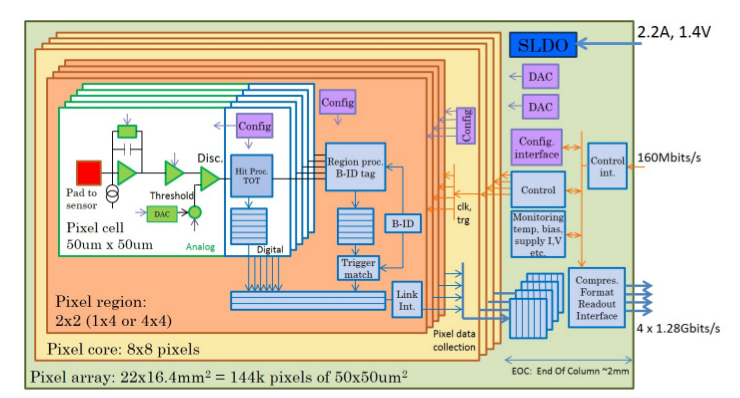 2.2A, 1.4V
SLDO
DAC
DAC
Config
Config
Config
Config.
interface
Control
int.
160Mbits/s
Disc.
Hit Proc.
TOT
Region proc.
B-ID tag
Pad to
sensor
Threshold
DAC
Control
clk,
trg
B-ID
Monitoring
temp, bias,
supply I,V
etc.
Pixel cell
50um x 50um
Analog
Digital
Trigger
match
Link
Int.
Compres.
Format
Readout
Interface
Pixel region:
2x2 (1x4 or 4x4)
Pixel data
collection
4 x 1.28Gbits/s
Pixel core: 8x8 pixels
EOC: End Of Column ~2mm
Pixel array: 22x16.4mm² = 144k pixels of 50x50um²